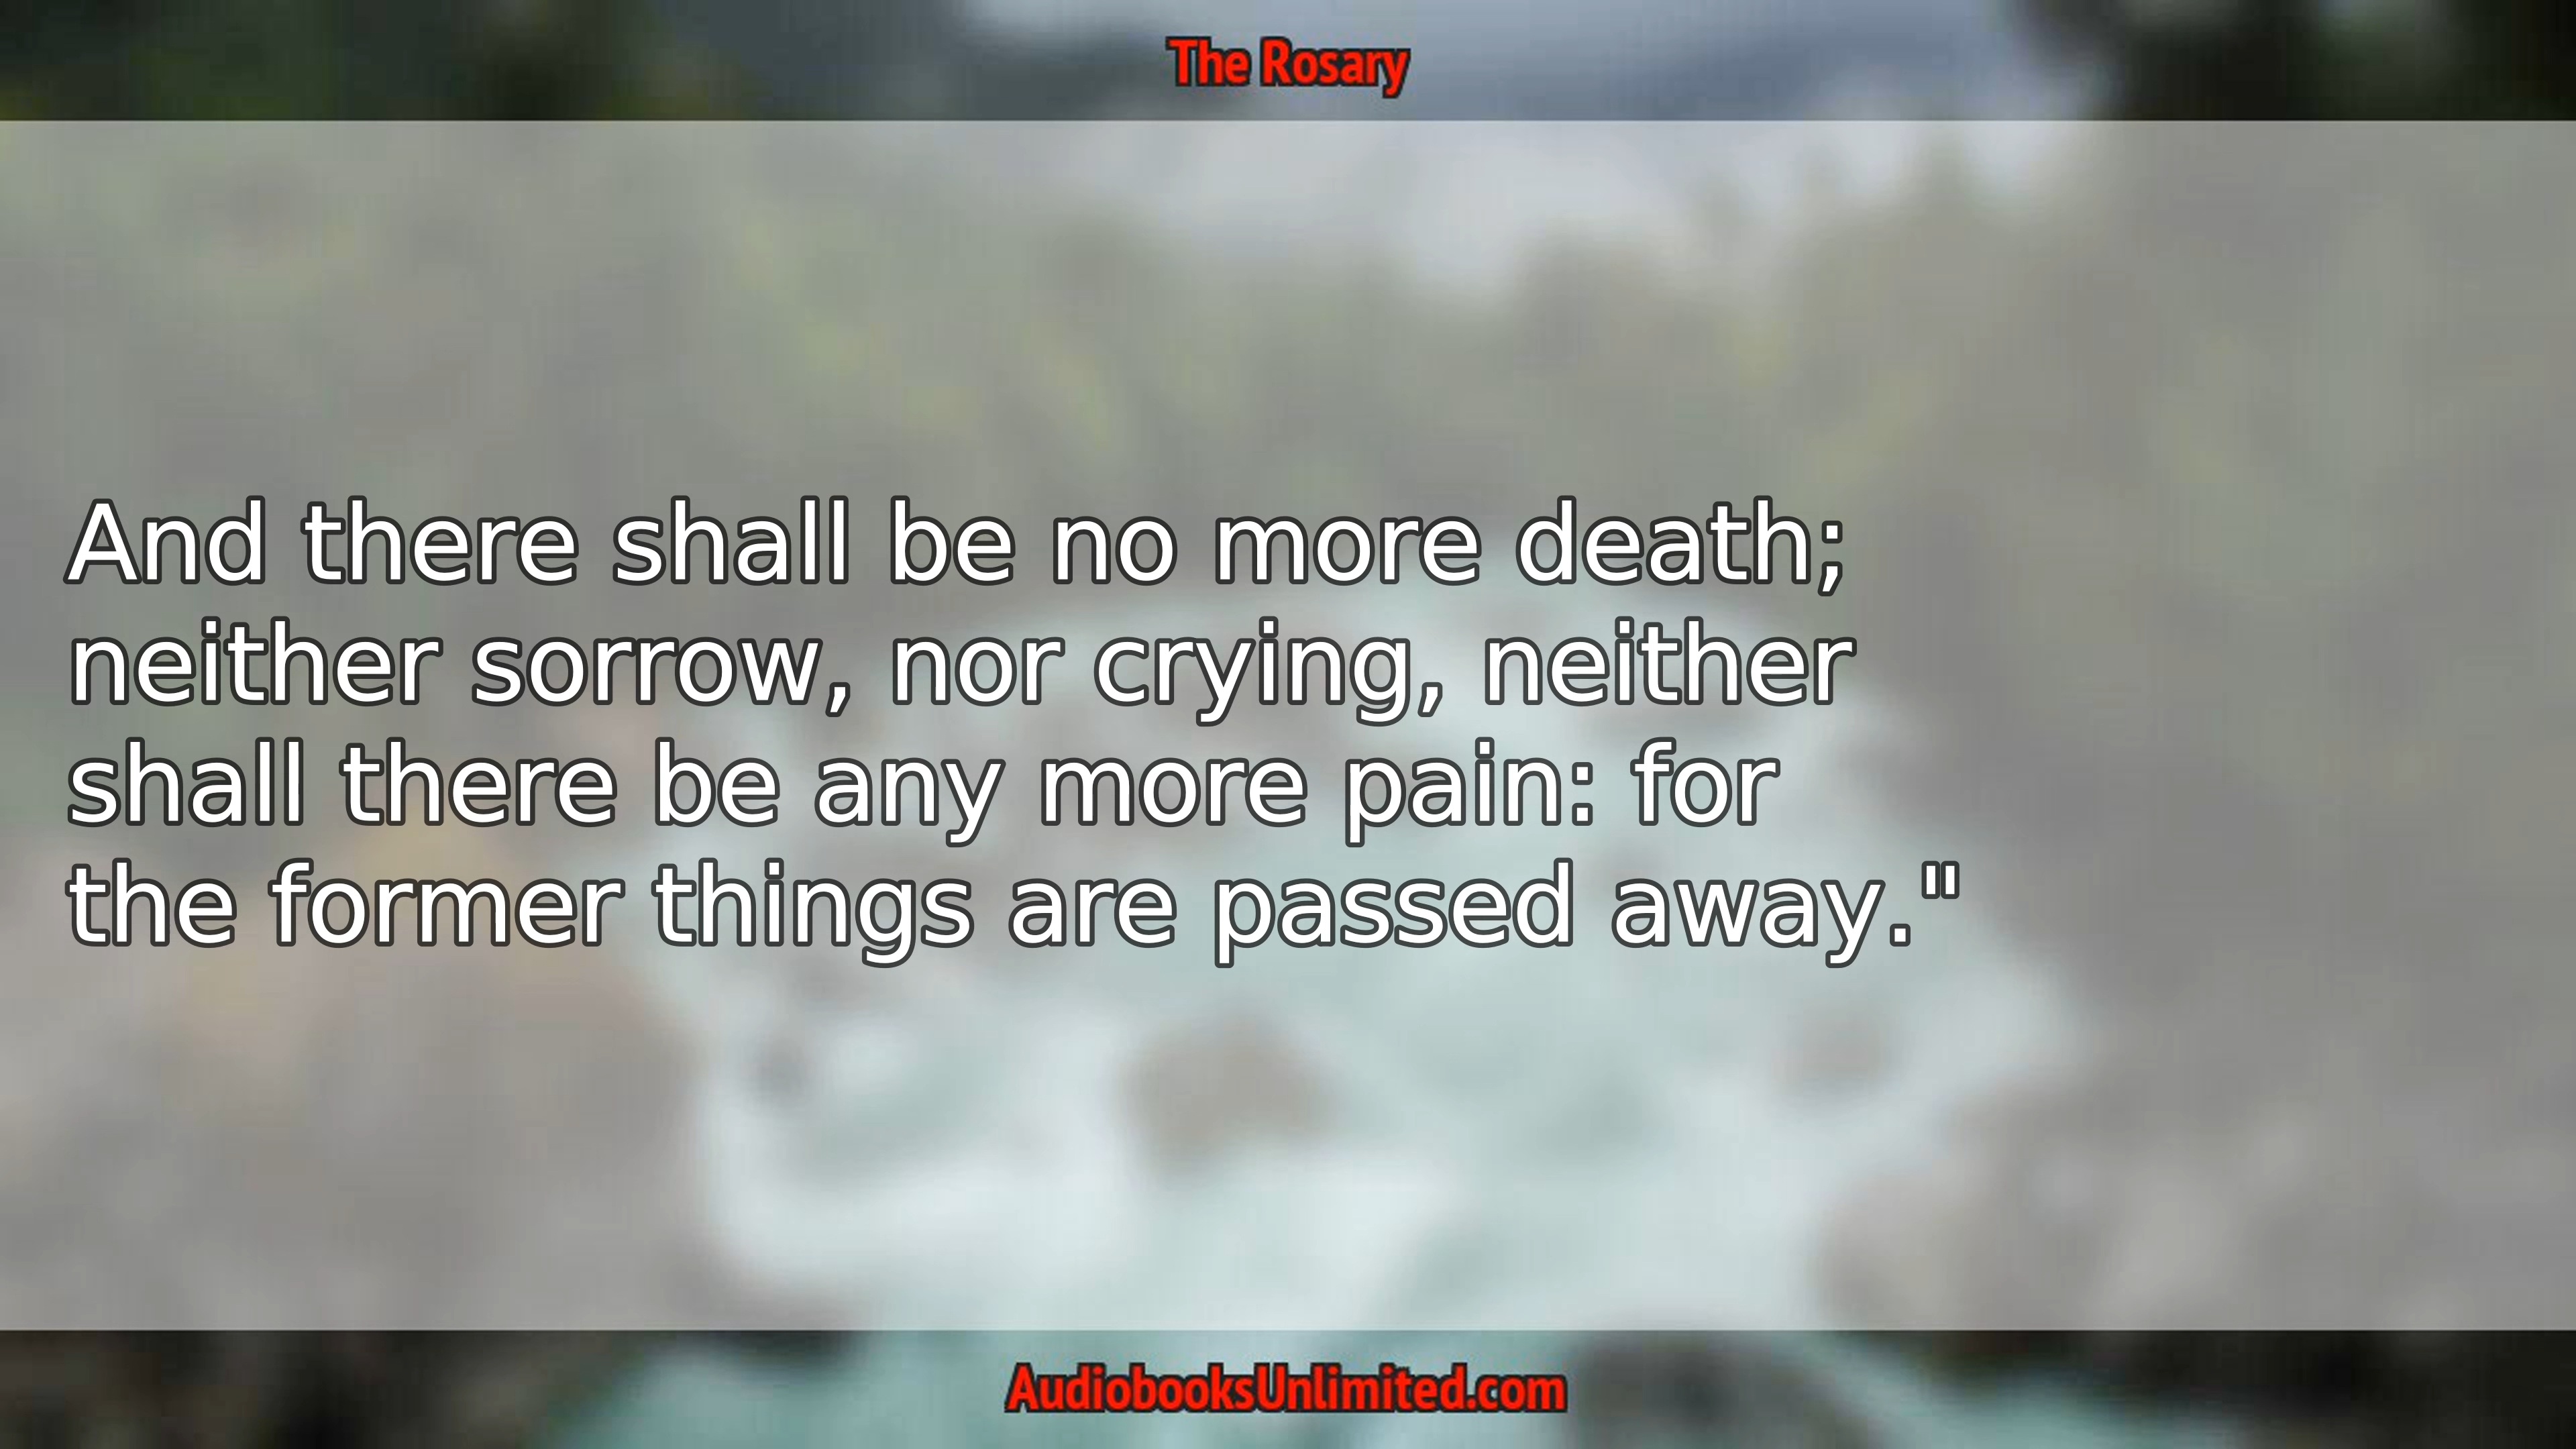 The Rosary
And there shall be no more death;
neither sorrow, nor crying, neither
shall there be any more pain: for
the former things are passed away."
AudiobooksUnlimited.com